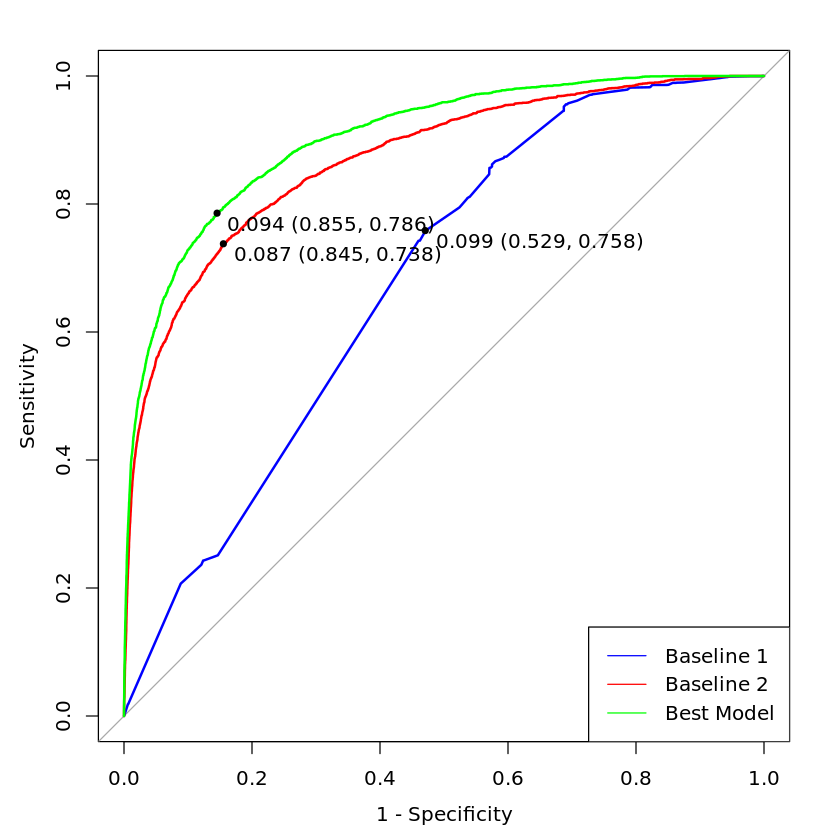 1.0
0.8
0.6
0.4
0.2
0.0
Sensitivity
0.094 (0.855, 0.786)
0.099 (0.529, 0.758)
0.087 (0.845, 0.738)
Baseline 1
Baseline 2
Best Model
0.0 0.2 0.4 0.6 0.8 1.0
1 - Specificity